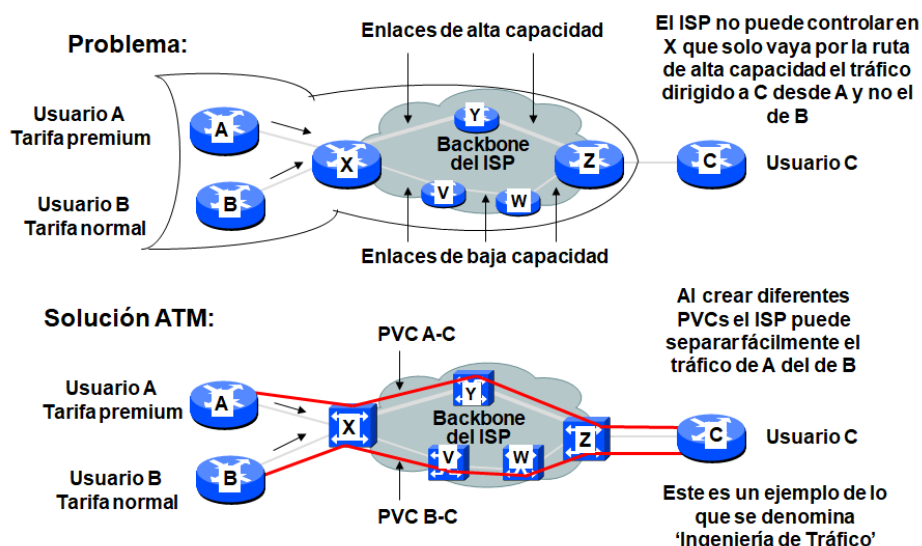 Problema:
Enlaces de alta capacidad
El ISP no puede controlar en
X que solo vaya por la ruta
de alta capacidad el tráfico
dirigido a C desde A y no el
de B
Usuario A
Tarifa premium
A
Y
Backbone
del ISP
X
Z
C
Usuario C
Usuario B
Tarifa normal
B
V
W
Enlaces de baja capacidad
Solución ATM:
PVC A-C
Al crear diferentes
PVCs el ISP puede
separar fácilmente el
tráfico de A del de B
Usuario A
Tarifa premium
A
Y
Backbone
del ISP
X
Z
C
Usuario C
Usuario B
Tarifa normal
B
V
W
PVC B-C
Este es un ejemplo de lo
que se denomina
‘Ingeniería de Tráfico’